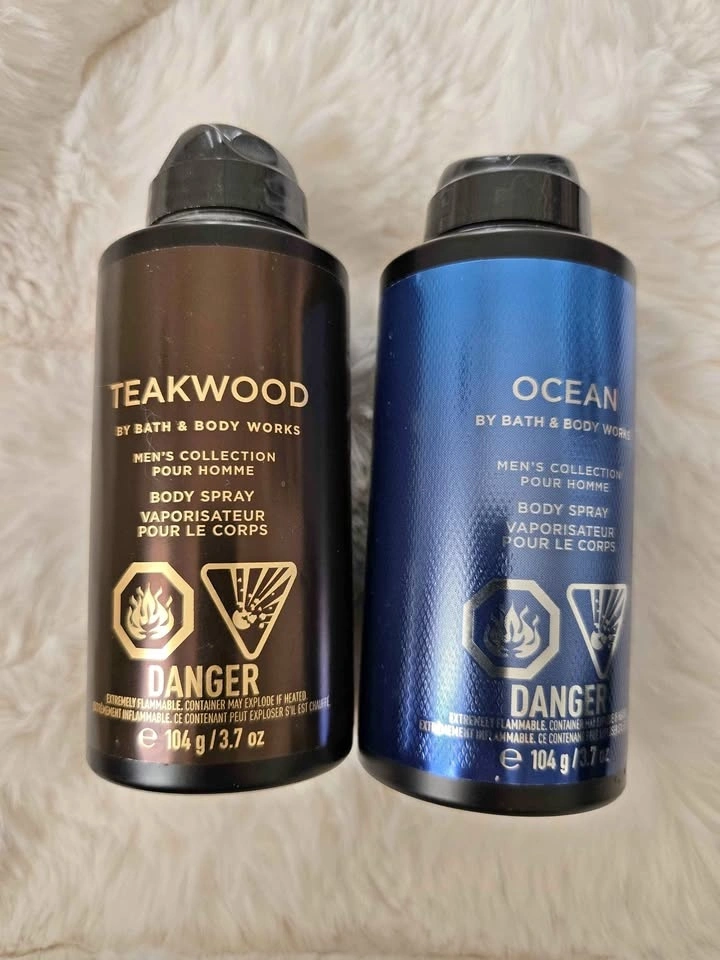 TEAKWOOD
BY BATH & BODY WORKS
MEN'S COLLECTION
POUR HOMME
BODY SPRAY
VAPORISATEUR
POUR LE CORPS
DANGER
EXTREMELY FLAMMABLE. CONTAINER MAY EXPLODE IF HEATED.
EXTRÊMEMENT INFLAMMABLE. CE CONTENANT PEUT EXPLOSER S'IL EST CHAUFFÉ.
℮ 104 g / 3.7 oz
OCEAN
BY BATH & BODY WORKS
MEN'S COLLECTION
POUR HOMME
BODY SPRAY
VAPORISATEUR
POUR LE CORPS
DANGER
EXTREMELY FLAMMABLE. CONTAINER MAY
EXTRÊMEMENT INFLAMMABLE. CE CONTENANT
℮ 104 g / 3.7 oz